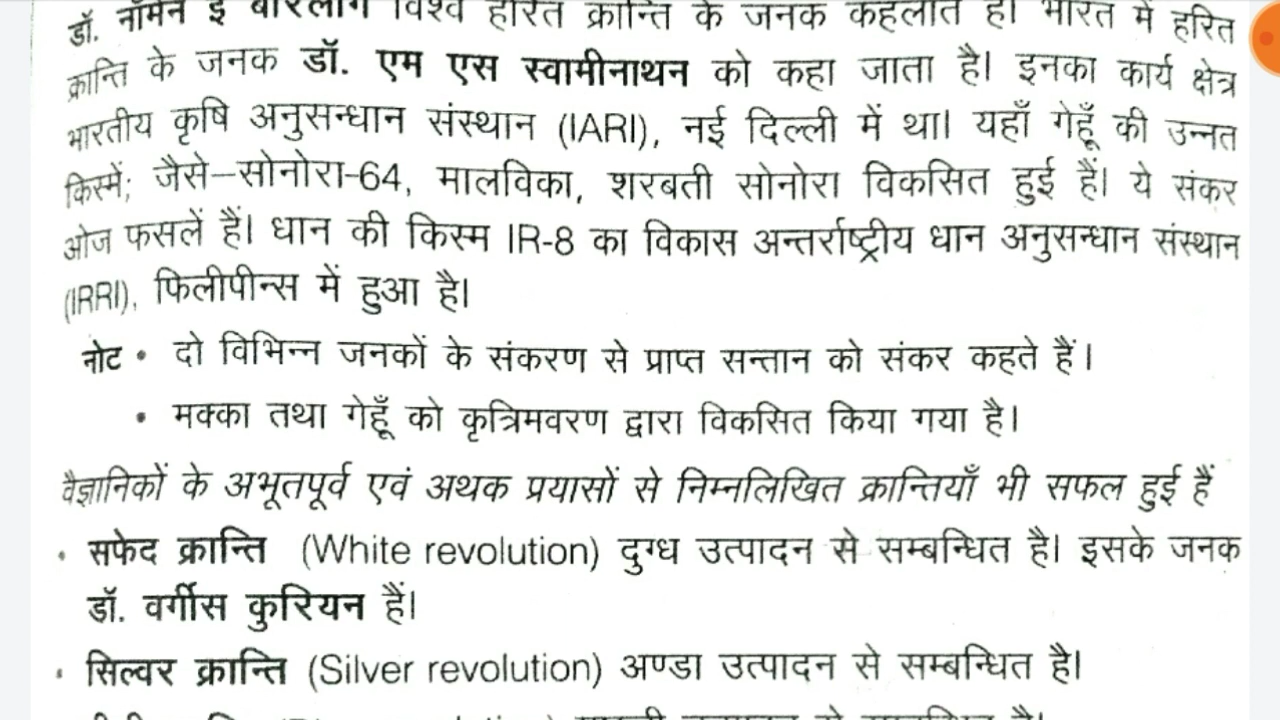 डॉ. नॉर्मन ई बोरलॉग विश्व हरित क्रान्ति के जनक कहलाते हैं। भारत में हरित
क्रान्ति के जनक डॉ. एम एस स्वामीनाथन को कहा जाता है। इनका कार्य क्षेत्र
भारतीय कृषि अनुसन्धान संस्थान (IARI), नई दिल्ली में था। यहाँ गेहूँ की उन्नत
किस्में; जैसे–सोनोरा-64, मालविका, शरबती सोनोरा विकसित हुई हैं। ये संकर
ओज फसलें हैं। धान की किस्म IR-8 का विकास अन्तर्राष्ट्रीय धान अनुसन्धान संस्थान
(IRRI), फिलीपीन्स में हुआ है।
नोट • दो विभिन्न जनकों के संकरण से प्राप्त सन्तान को संकर कहते हैं।
• मक्का तथा गेहूँ को कृत्रिमवरण द्वारा विकसित किया गया है।
वैज्ञानिकों के अभूतपूर्व एवं अथक प्रयासों से निम्नलिखित क्रान्तियाँ भी सफल हुई हैं
• सफेद क्रान्ति (White revolution) दुग्ध उत्पादन से सम्बन्धित है। इसके जनक
डॉ. वर्गीस कुरियन हैं।
• सिल्वर क्रान्ति (Silver revolution) अण्डा उत्पादन से सम्बन्धित है।